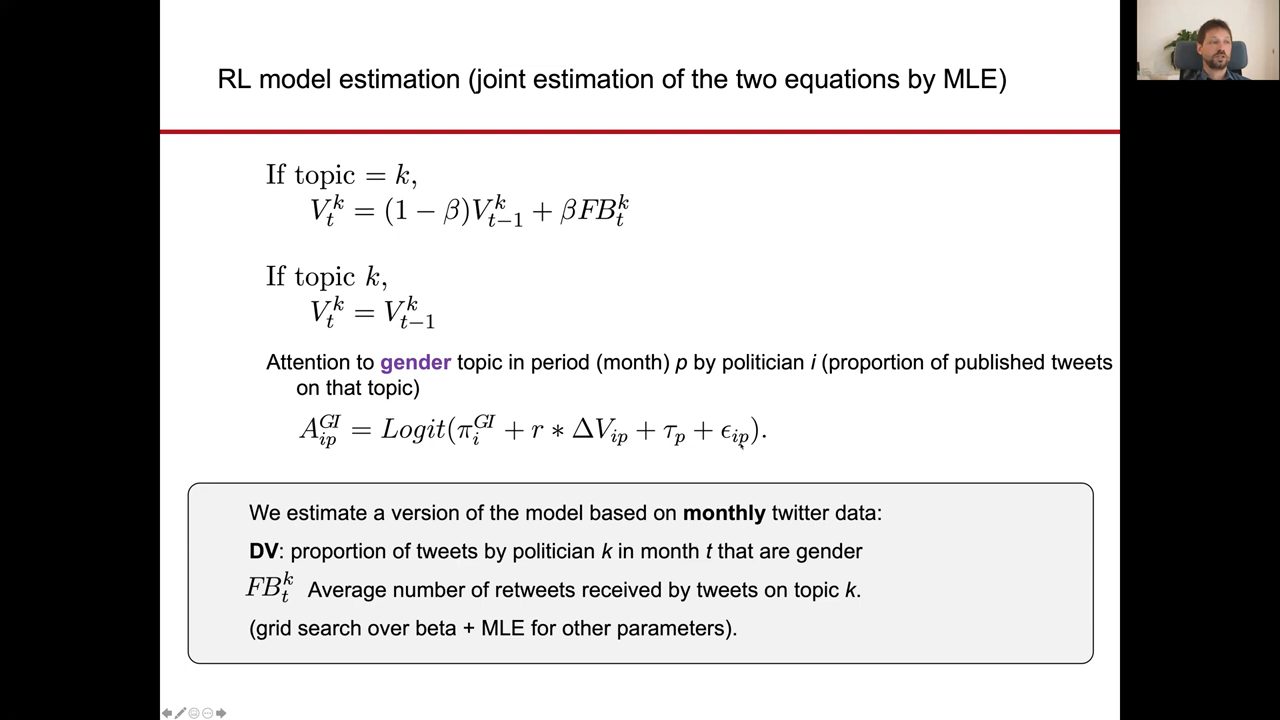 RL model estimation (joint estimation of the two equations by MLE)
If topic = k,
V_t^k = (1 − β)V_{t−1}^k + βFB_t^k
If topic k,
V_t^k = V_{t−1}^k
Attention to gender topic in period (month) p by politician i (proportion of published tweets
on that topic)
A_{ip}^{GI} = Logit(π_i^{GI} + r ∗ ΔV_{ip} + τ_p + ϵ_{ip}).
We estimate a version of the model based on monthly twitter data:
DV: proportion of tweets by politician k in month t that are gender
FB_t^k Average number of retweets received by tweets on topic k.
(grid search over beta + MLE for other parameters).